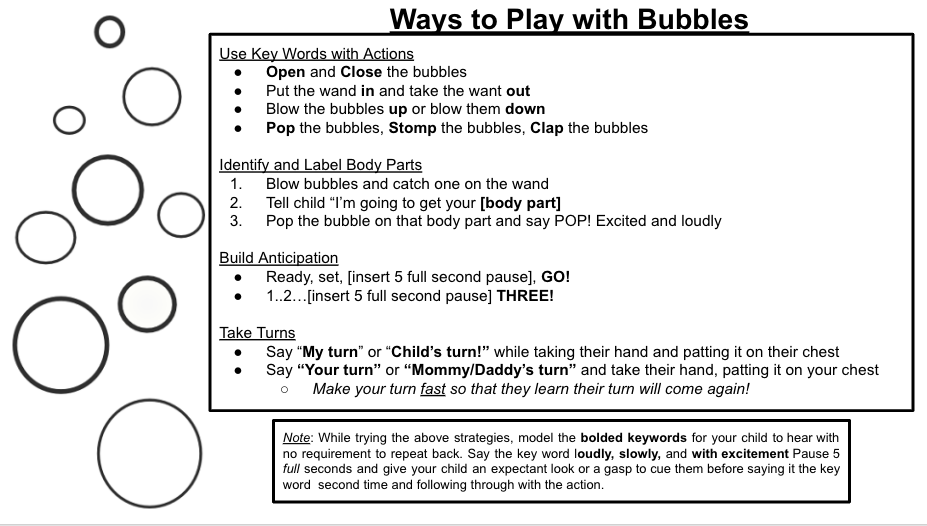 Ways to Play with Bubbles
Use Key Words with Actions
● Open and Close the bubbles
● Put the wand in and take the want out
● Blow the bubbles up or blow them down
● Pop the bubbles, Stomp the bubbles, Clap the bubbles
Identify and Label Body Parts
1. Blow bubbles and catch one on the wand
2. Tell child “I’m going to get your [body part]
3. Pop the bubble on that body part and say POP! Excited and loudly
Build Anticipation
● Ready, set, [insert 5 full second pause], GO!
● 1..2…[insert 5 full second pause] THREE!
Take Turns
● Say “My turn” or “Child’s turn!” while taking their hand and patting it on their chest
● Say “Your turn” or “Mommy/Daddy’s turn” and take their hand, patting it on your chest
○ Make your turn fast so that they learn their turn will come again!
Note: While trying the above strategies, model the bolded keywords for your child to hear with
no requirement to repeat back. Say the key word loudly, slowly, and with excitement Pause 5
full seconds and give your child an expectant look or a gasp to cue them before saying it the key
word second time and following through with the action.